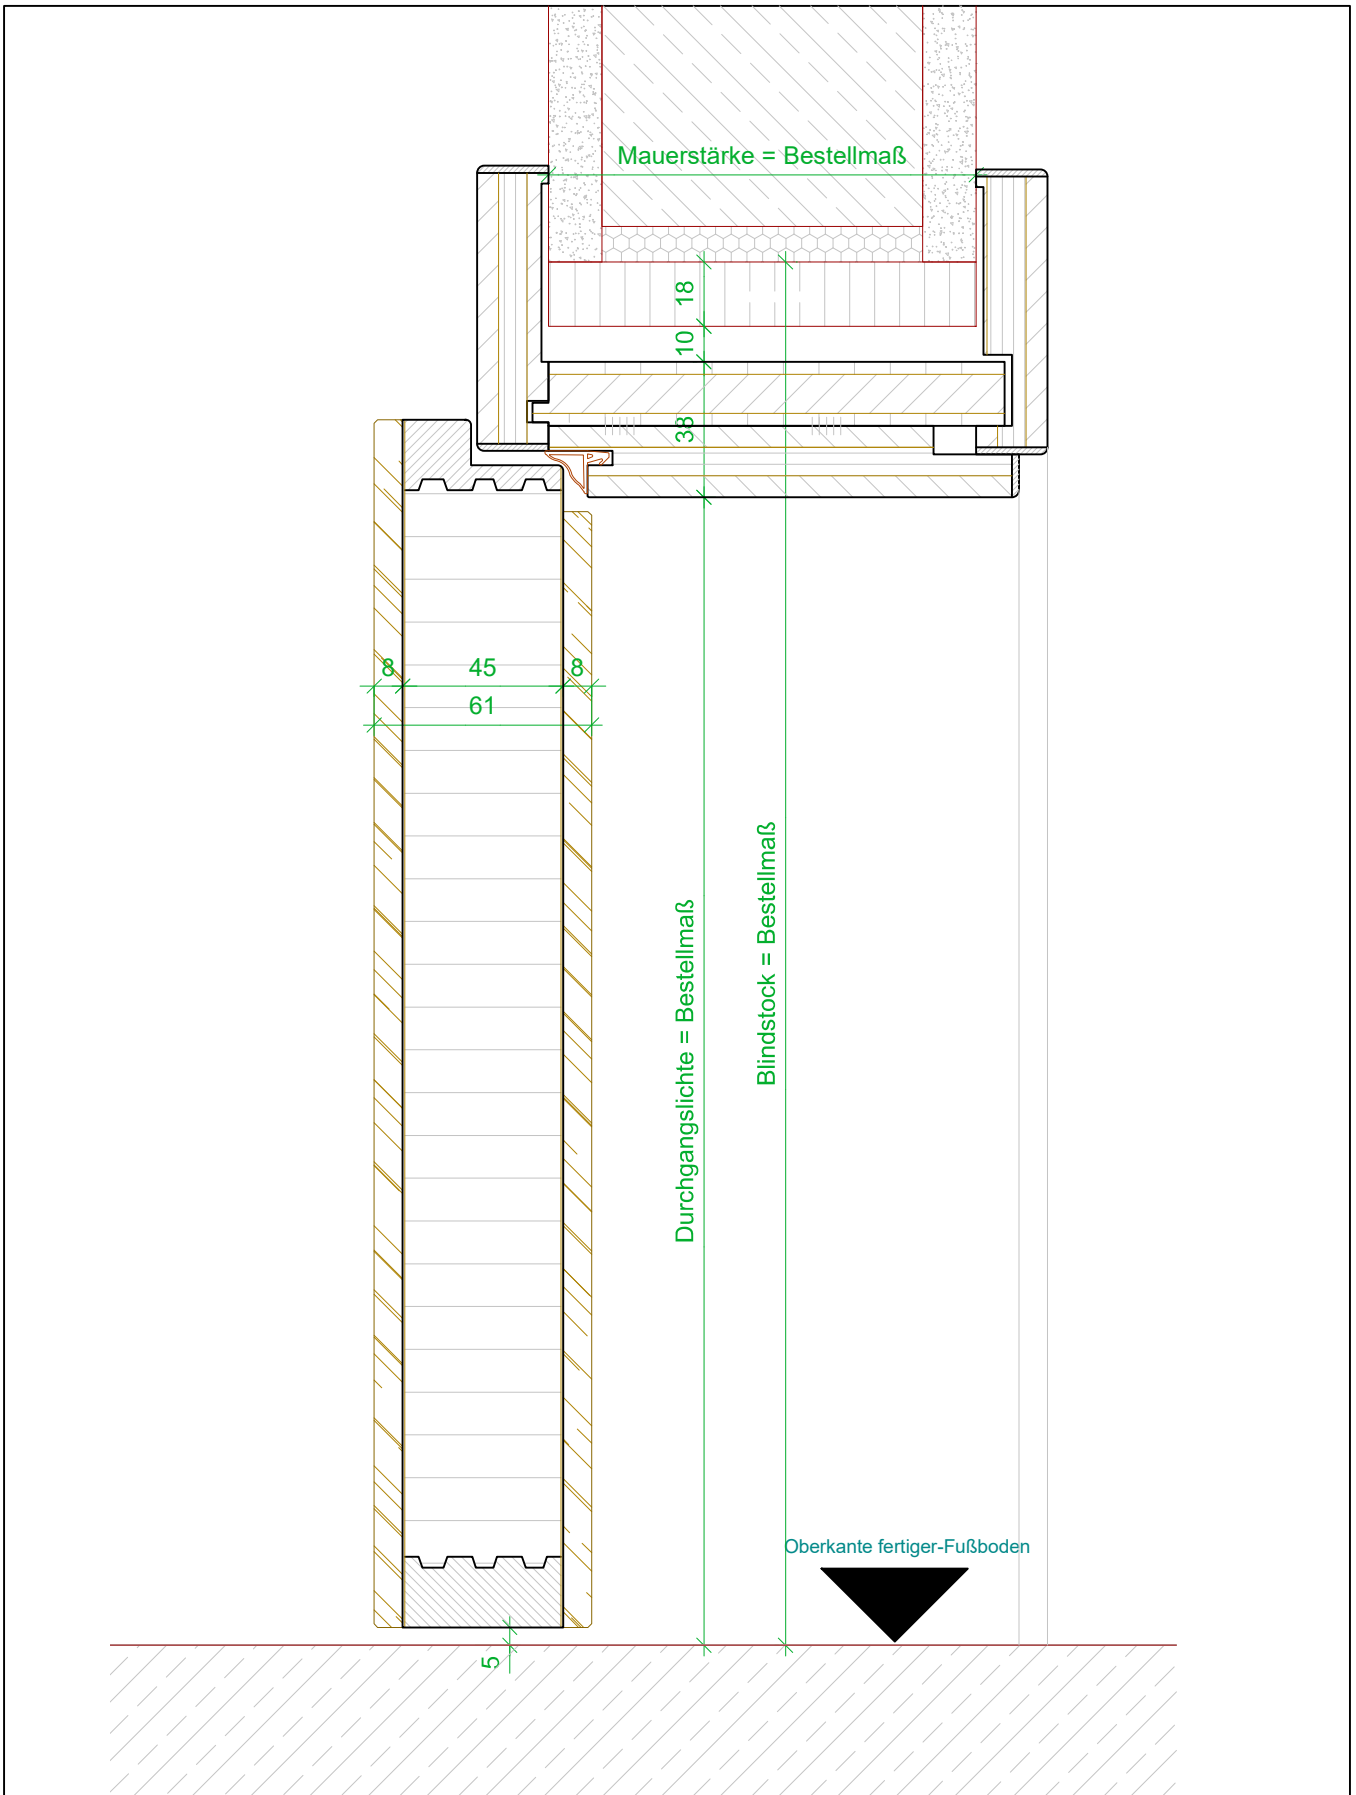 Mauerstärke = Bestellmaß
18
10
38
8
45
8
61
Durchgangslichte = Bestellmaß
Blindstock = Bestellmaß
Oberkante fertiger-Fußboden
5